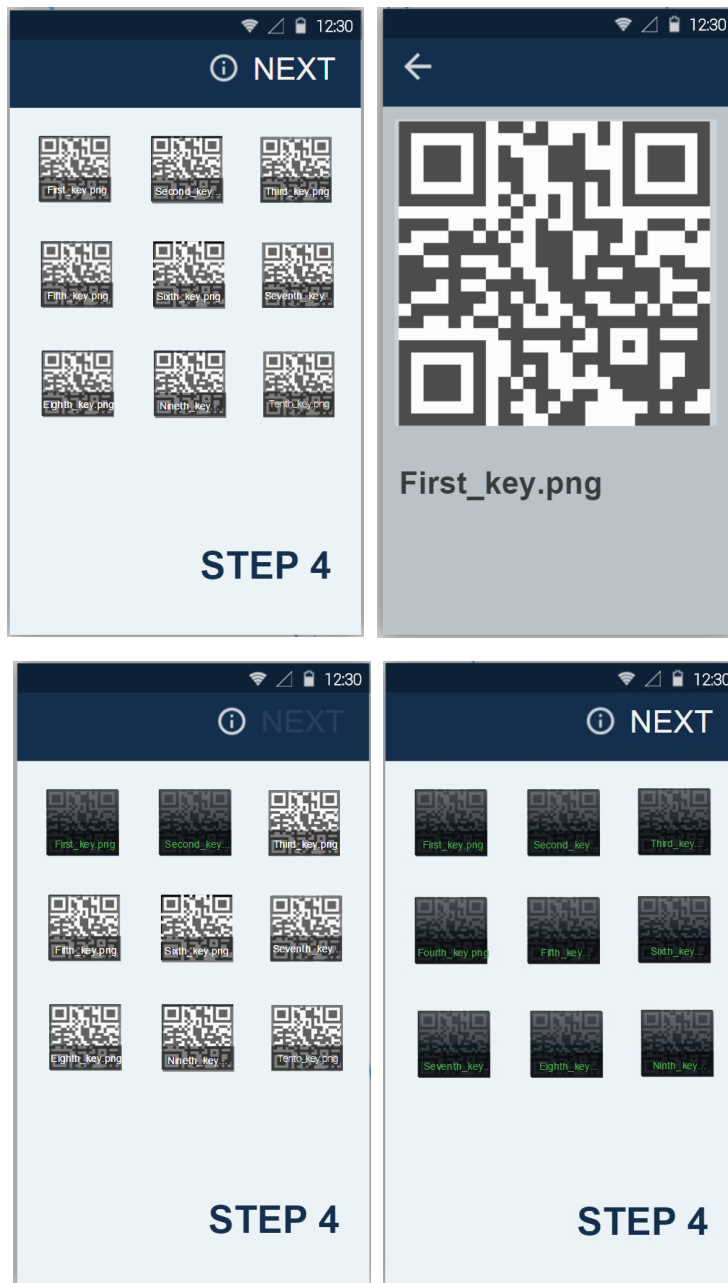 12:30
NEXT
First_key.png
Second_key...
Third_key.png
Fifth_key.png
Sixth_key.png
Seventh_key...
Eighth_key.png
Nineth_key...
Tenth_key.png
STEP 4
12:30
First_key.png
12:30
NEXT
First_key.png
Second_key...
Third_key.png
Fifth_key.png
Sixth_key.png
Seventh_key...
Eighth_key.png
Nineth_key...
Tenth_key.png
STEP 4
12:30
NEXT
First_key.png
Second_key...
Third_key...
Fourth_key.png
Fifth_key...
Sixth_key...
Seventh_key...
Eighth_key...
Ninth_key...
STEP 4